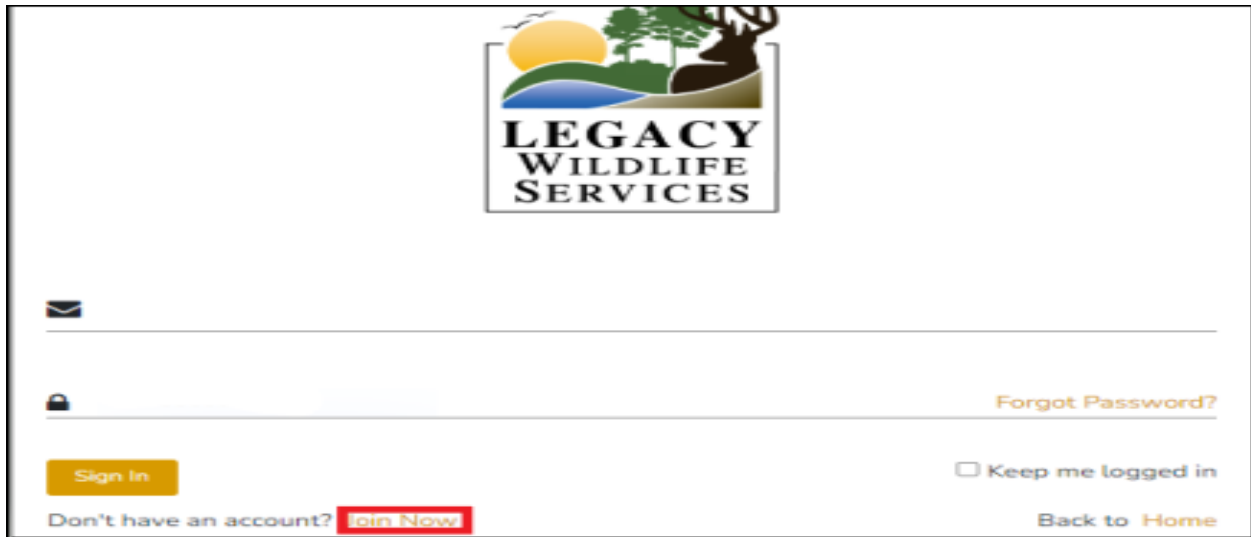 LEGACY
WILDLIFE
SERVICES
Forgot Password?
Sign In
Keep me logged in
Don't have an account? Join Now
Back to Home